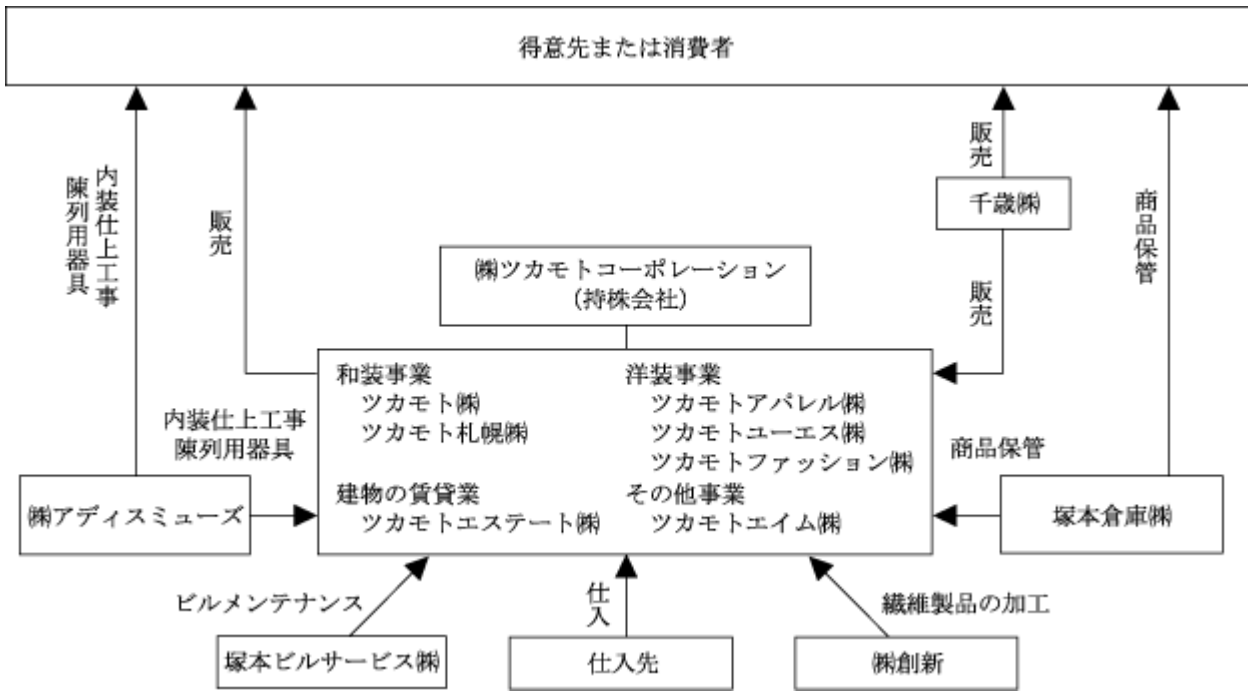 得意先または消費者
内装仕上工事
陳列用器具
販売
販売
千歳㈱
販売
商品保管
㈱ツカモトコーポレーション
（持株会社）
和装事業
ツカモト㈱
ツカモト札幌㈱
洋装事業
ツカモトアパレル㈱
ツカモトユーエス㈱
ツカモトファッション㈱
建物の賃貸業
ツカモトエステート㈱
その他事業
ツカモトエイム㈱
内装仕上工事
陳列用器具
㈱アディスミューズ
商品保管
塚本倉庫㈱
ビルメンテナンス
塚本ビルサービス㈱
仕入
仕入先
繊維製品の加工
㈱創新